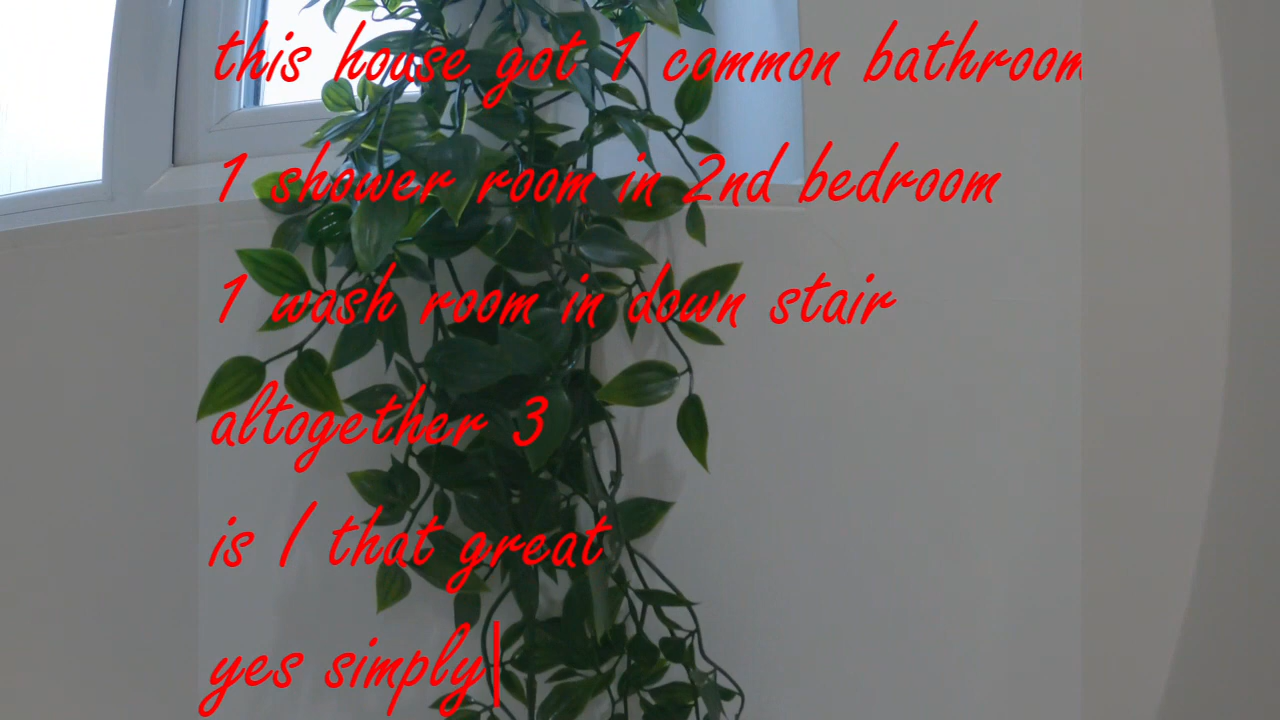 this house got 1 common bathroom
1 shower room in 2nd bedroom
1 wash room in down stair
altogether 3
is / that great
yes simply